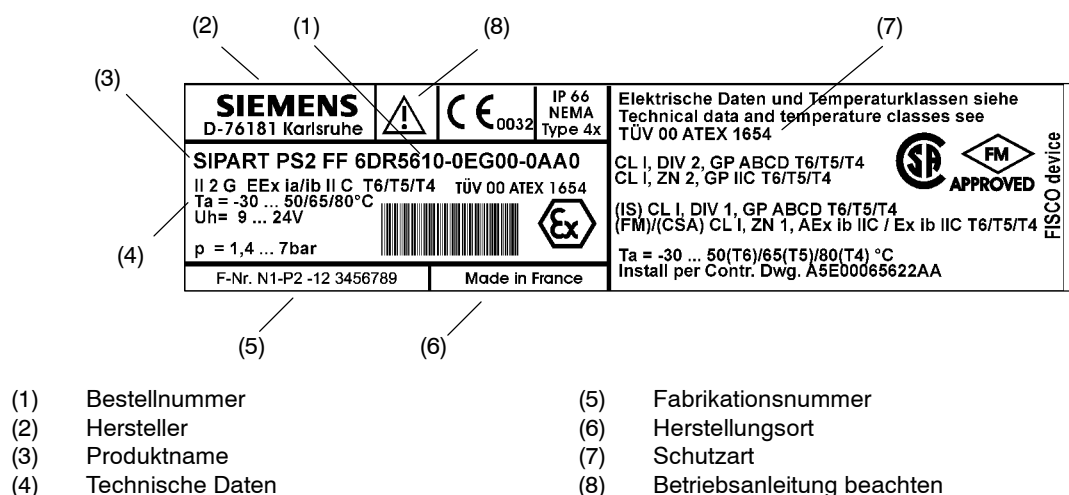 (2) (1) (8) (7)
(3)
SIEMENS
D-76181 Karlsruhe
CE 0032
IP 66
NEMA
Type 4x
SIPART PS2 FF 6DR5610-0EG00-0AA0
II 2 G EEx ia/ib II C T6/T5/T4 TÜV 00 ATEX 1654
Ta = -30 ... 50/65/80°C
Uh= 9 ... 24V
εx
p = 1,4 ... 7bar
(4)
F-Nr. N1-P2 -12 3456789
Made in France
Elektrische Daten und Temperaturklassen siehe
Technical data and temperature classes see
TÜV 00 ATEX 1654
CL I, DIV 2, GP ABCD T6/T5/T4
CL I, ZN 2, GP IIC T6/T5/T4
SA
FM
APPROVED
(IS) CL I, DIV 1, GP ABCD T6/T5/T4
(FM)/(CSA) CL I, ZN 1, AEx ib IIC / Ex ib IIC T6/T5/T4
Ta = -30 ... 50(T6)/65(T5)/80(T4) °C
Install per Contr. Dwg. A5E00065622AA
FISCO device
(5) (6)
(1) Bestellnummer
(2) Hersteller
(3) Produktname
(4) Technische Daten
(5) Fabrikationsnummer
(6) Herstellungsort
(7) Schutzart
(8) Betriebsanleitung beachten